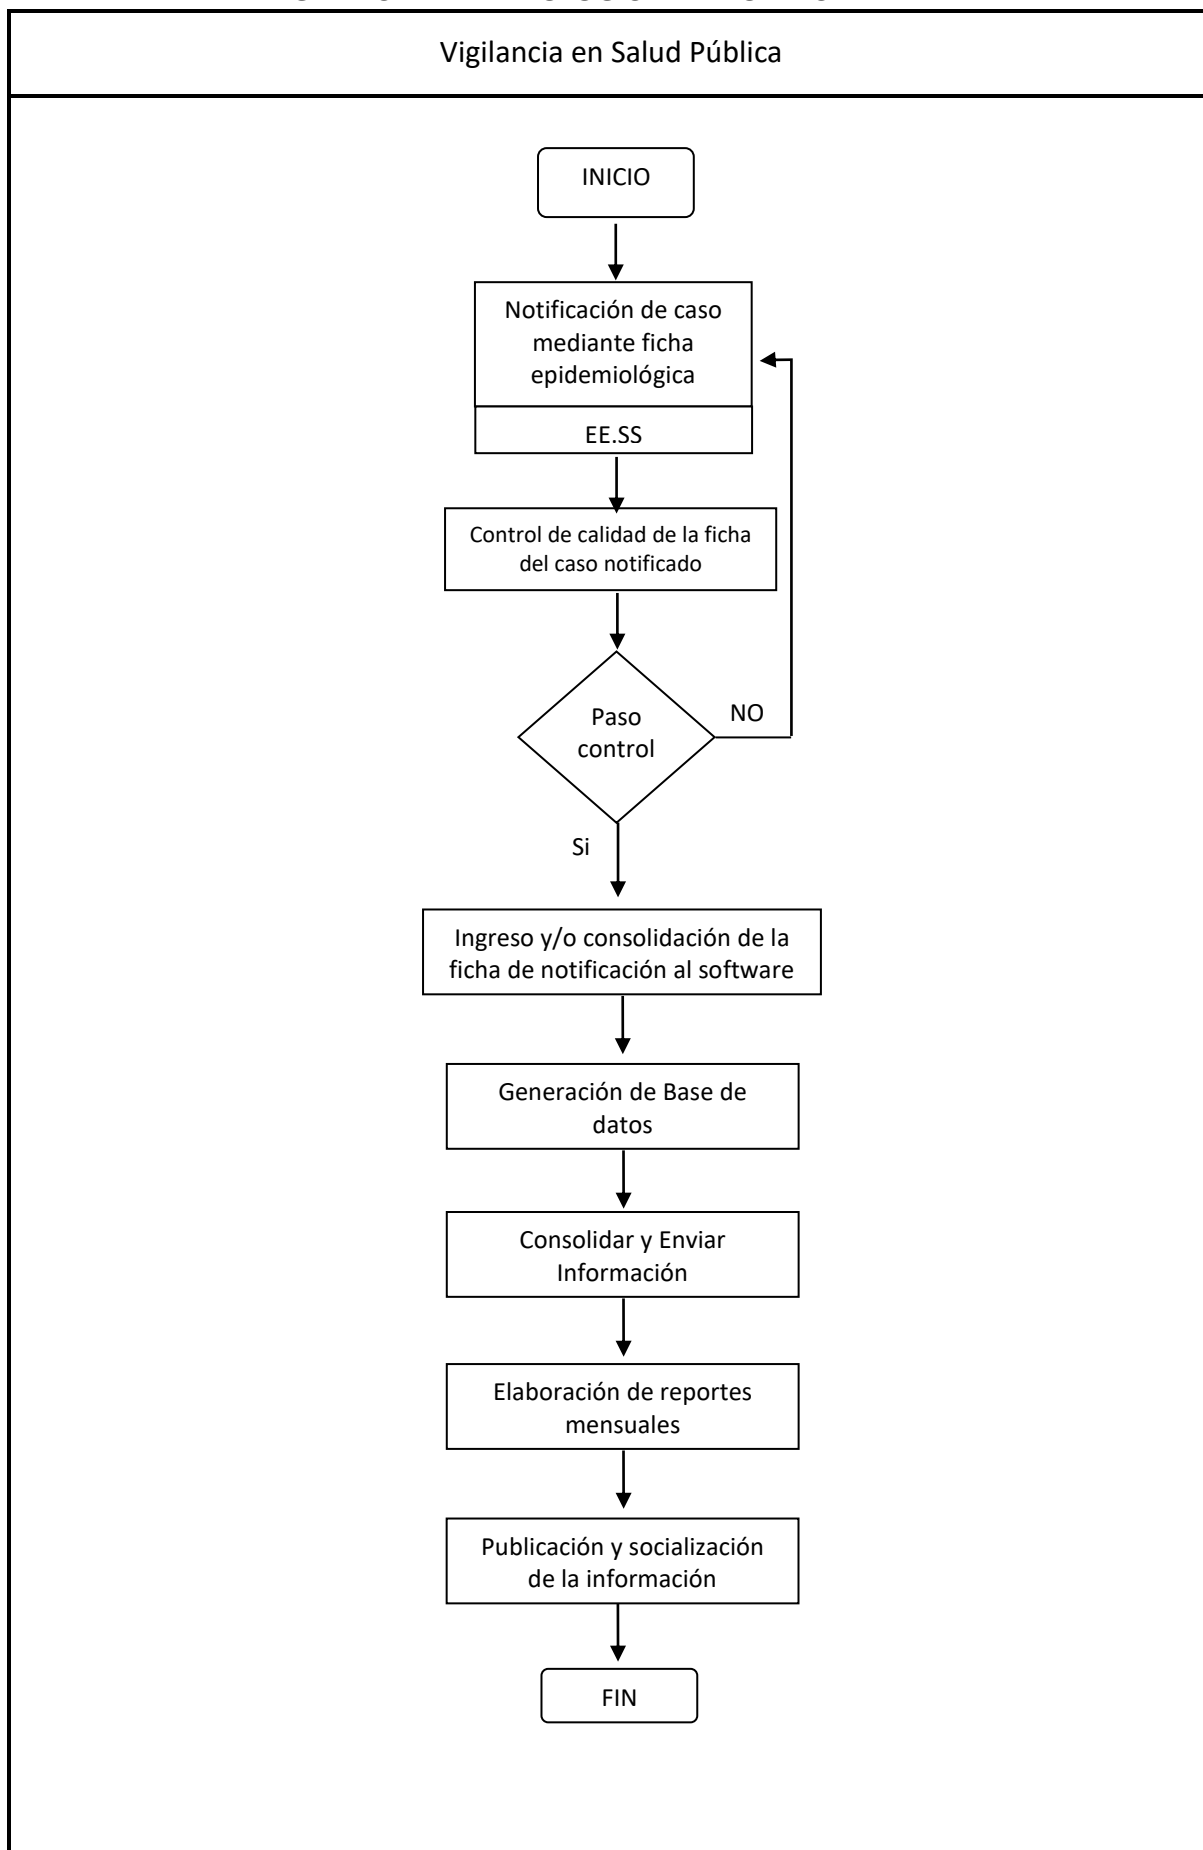 Vigilancia en Salud Pública
INICIO
Notificación de caso
mediante ficha
epidemiológica
EE.SS
Control de calidad de la ficha
del caso notificado
Paso
control
NO
Si
Ingreso y/o consolidación de la
ficha de notificación al software
Generación de Base de
datos
Consolidar y Enviar
Información
Elaboración de reportes
mensuales
Publicación y socialización
de la información
FIN